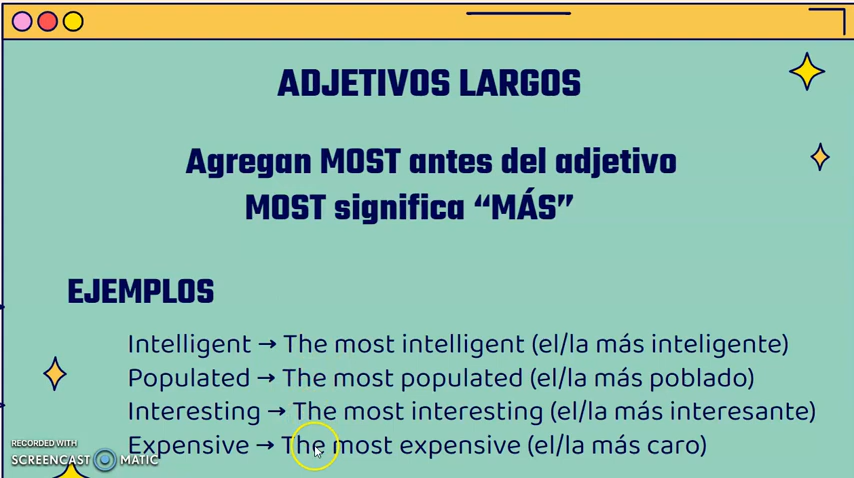 ADJETIVOS LARGOS
Agregan MOST antes del adjetivo
MOST significa “MÁS”
EJEMPLOS
Intelligent → The most intelligent (el/la más inteligente)
Populated → The most populated (el/la más poblado)
Interesting → The most interesting (el/la más interesante)
Expensive → The most expensive (el/la más caro)
RECORDED WITH
SCREENCAST MATIC